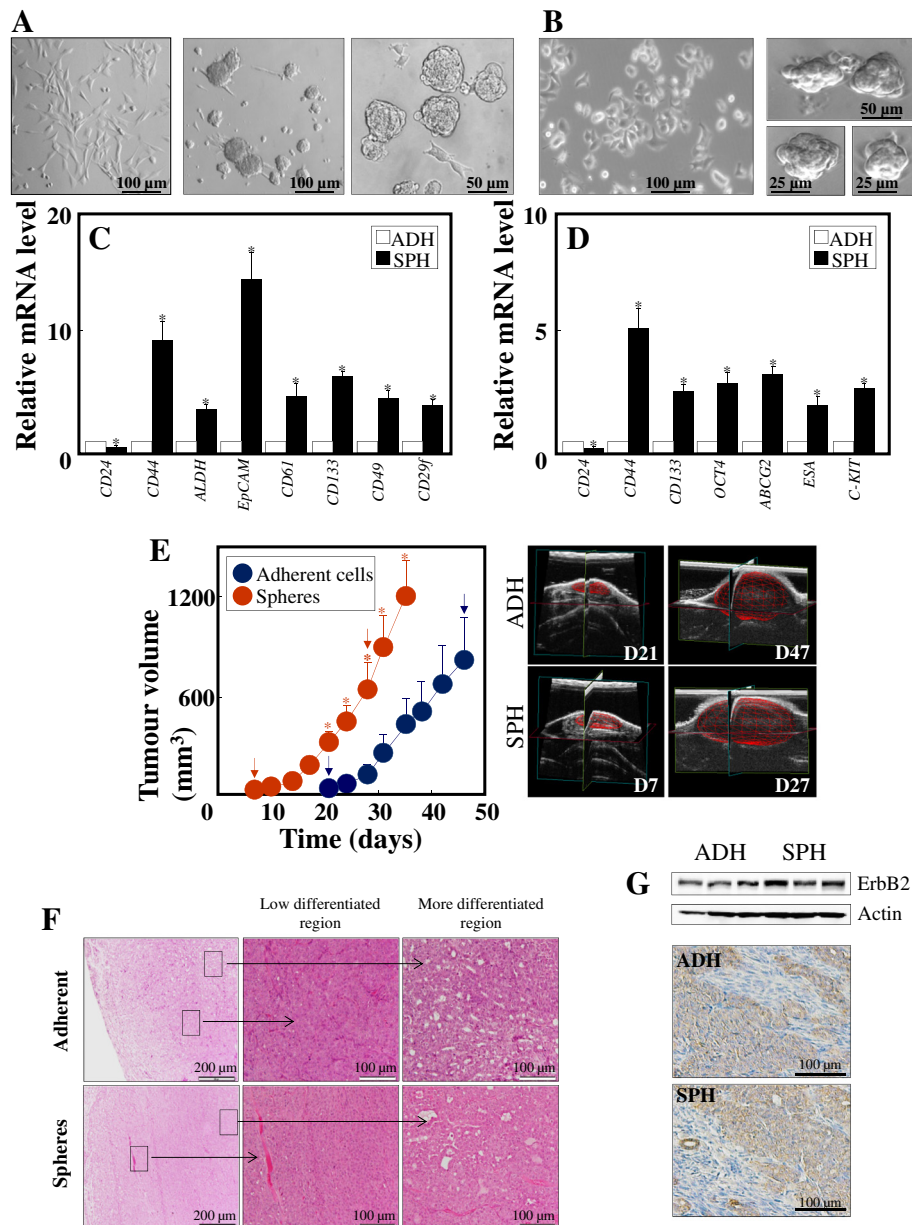 A
100 µm
100 µm
50 µm
B
100 µm
50 µm
25 µm
25 µm
C
Relative mRNA level
20
10
0
ADH
SPH
* * * * * * * *
CD24
CD44
ALDH
EpCAM
CD61
CD133
CD49
CD29f
D
Relative mRNA level
10
5
0
ADH
SPH
* * * * * * *
CD24
CD44
CD133
OCT4
ABCG2
ESA
C-KIT
E
Tumour volume
(mm³)
1200
600
0 10 20 30 40 50
Time (days)
Adherent cells
Spheres
* * * * *
ADH
D21
D47
SPH
D7
D27
F
Low differentiated
region
More differentiated
region
Adherent
200 µm
100 µm
100 µm
Spheres
200 µm
100 µm
100 µm
G
ADH SPH
ErbB2
Actin
ADH
100 µm
SPH
100 µm